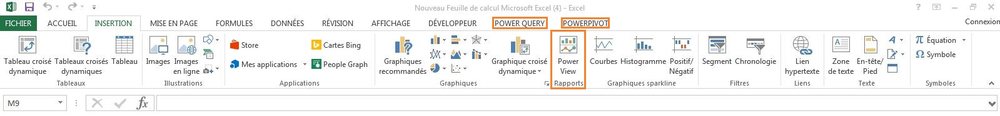 Nouveau Feuille de calcul Microsoft Excel (4) - Excel
?
FICHIER ACCUEIL INSERTION MISE EN PAGE FORMULES DONNÉES RÉVISION AFFICHAGE DÉVELOPPEUR POWER QUERY POWERPIVOT Connexion
Tableau croisé dynamique
Tableaux croisés dynamiques
Tableau
Tableaux
Images
Images en ligne
Illustrations
Store
Mes applications
Cartes Bing
People Graph
Applications
Graphiques recommandés
Graphique croisé dynamique
Graphiques
Power View
Rapports
Courbes
Histogramme
Positif/ Négatif
Graphiques sparkline
Segment
Chronologie
Filtres
Lien hypertexte
Liens
Zone de texte
En-tête/ Pied
Texte
π Équation
Ω Symbole
Symboles
M9
fx